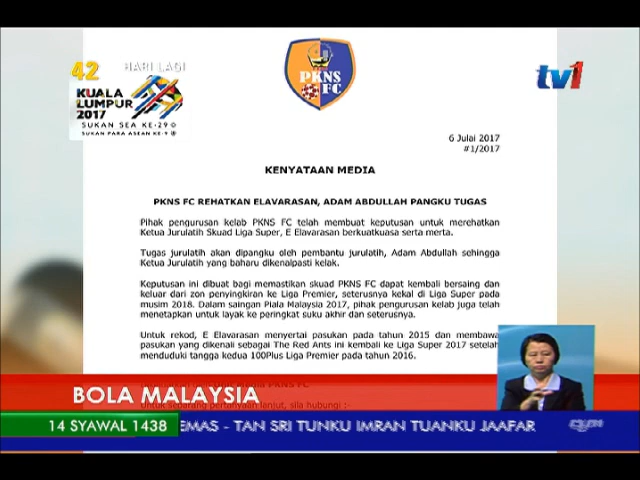 42 HARI LAGI
KUALA
LUMPUR
2017
SUKAN SEA KE-29
SUKAN PARA ASEAN KE-9
PKNS
FC
tv1
6 Julai 2017
#1/2017
KENYATAAN MEDIA
PKNS FC REHATKAN ELAVARASAN, ADAM ABDULLAH PANGKU TUGAS
Pihak pengurusan kelab PKNS FC telah membuat keputusan untuk merehatkan
Ketua Jurulatih Skuad Liga Super, E Elavarasan berkuatkuasa serta merta.
Tugas jurulatih akan dipangku oleh pembantu jurulatih, Adam Abdullah sehingga
Ketua Jurulatih yang baharu dikenalpasti kelak.
Keputusan ini dibuat bagi memastikan skuad PKNS FC dapat kembali bersaing dan
keluar dari zon penyingkiran ke Liga Premier, seterusnya kekal di Liga Super pada
musim 2018. Dalam saingan Piala Malaysia 2017, pihak pengurusan kelab juga telah
menetapkan untuk layak ke peringkat suku akhir dan seterusnya.
Untuk rekod, E Elavarasan menyertai pasukan pada tahun 2015 dan membawa
pasukan yang dikenali sebagai The Red Ants ini kembali ke Liga Super 2017 setelah
menduduki tangga kedua 100Plus Liga Premier pada tahun 2016.
PKNS FC
BOLA MALAYSIA
Untuk sebarang pertanyaan lanjut, sila hubungi :-
14 SYAWAL 1438
EMAS - TAN SRI TUNKU IMRAN TUANKU JAAFAR